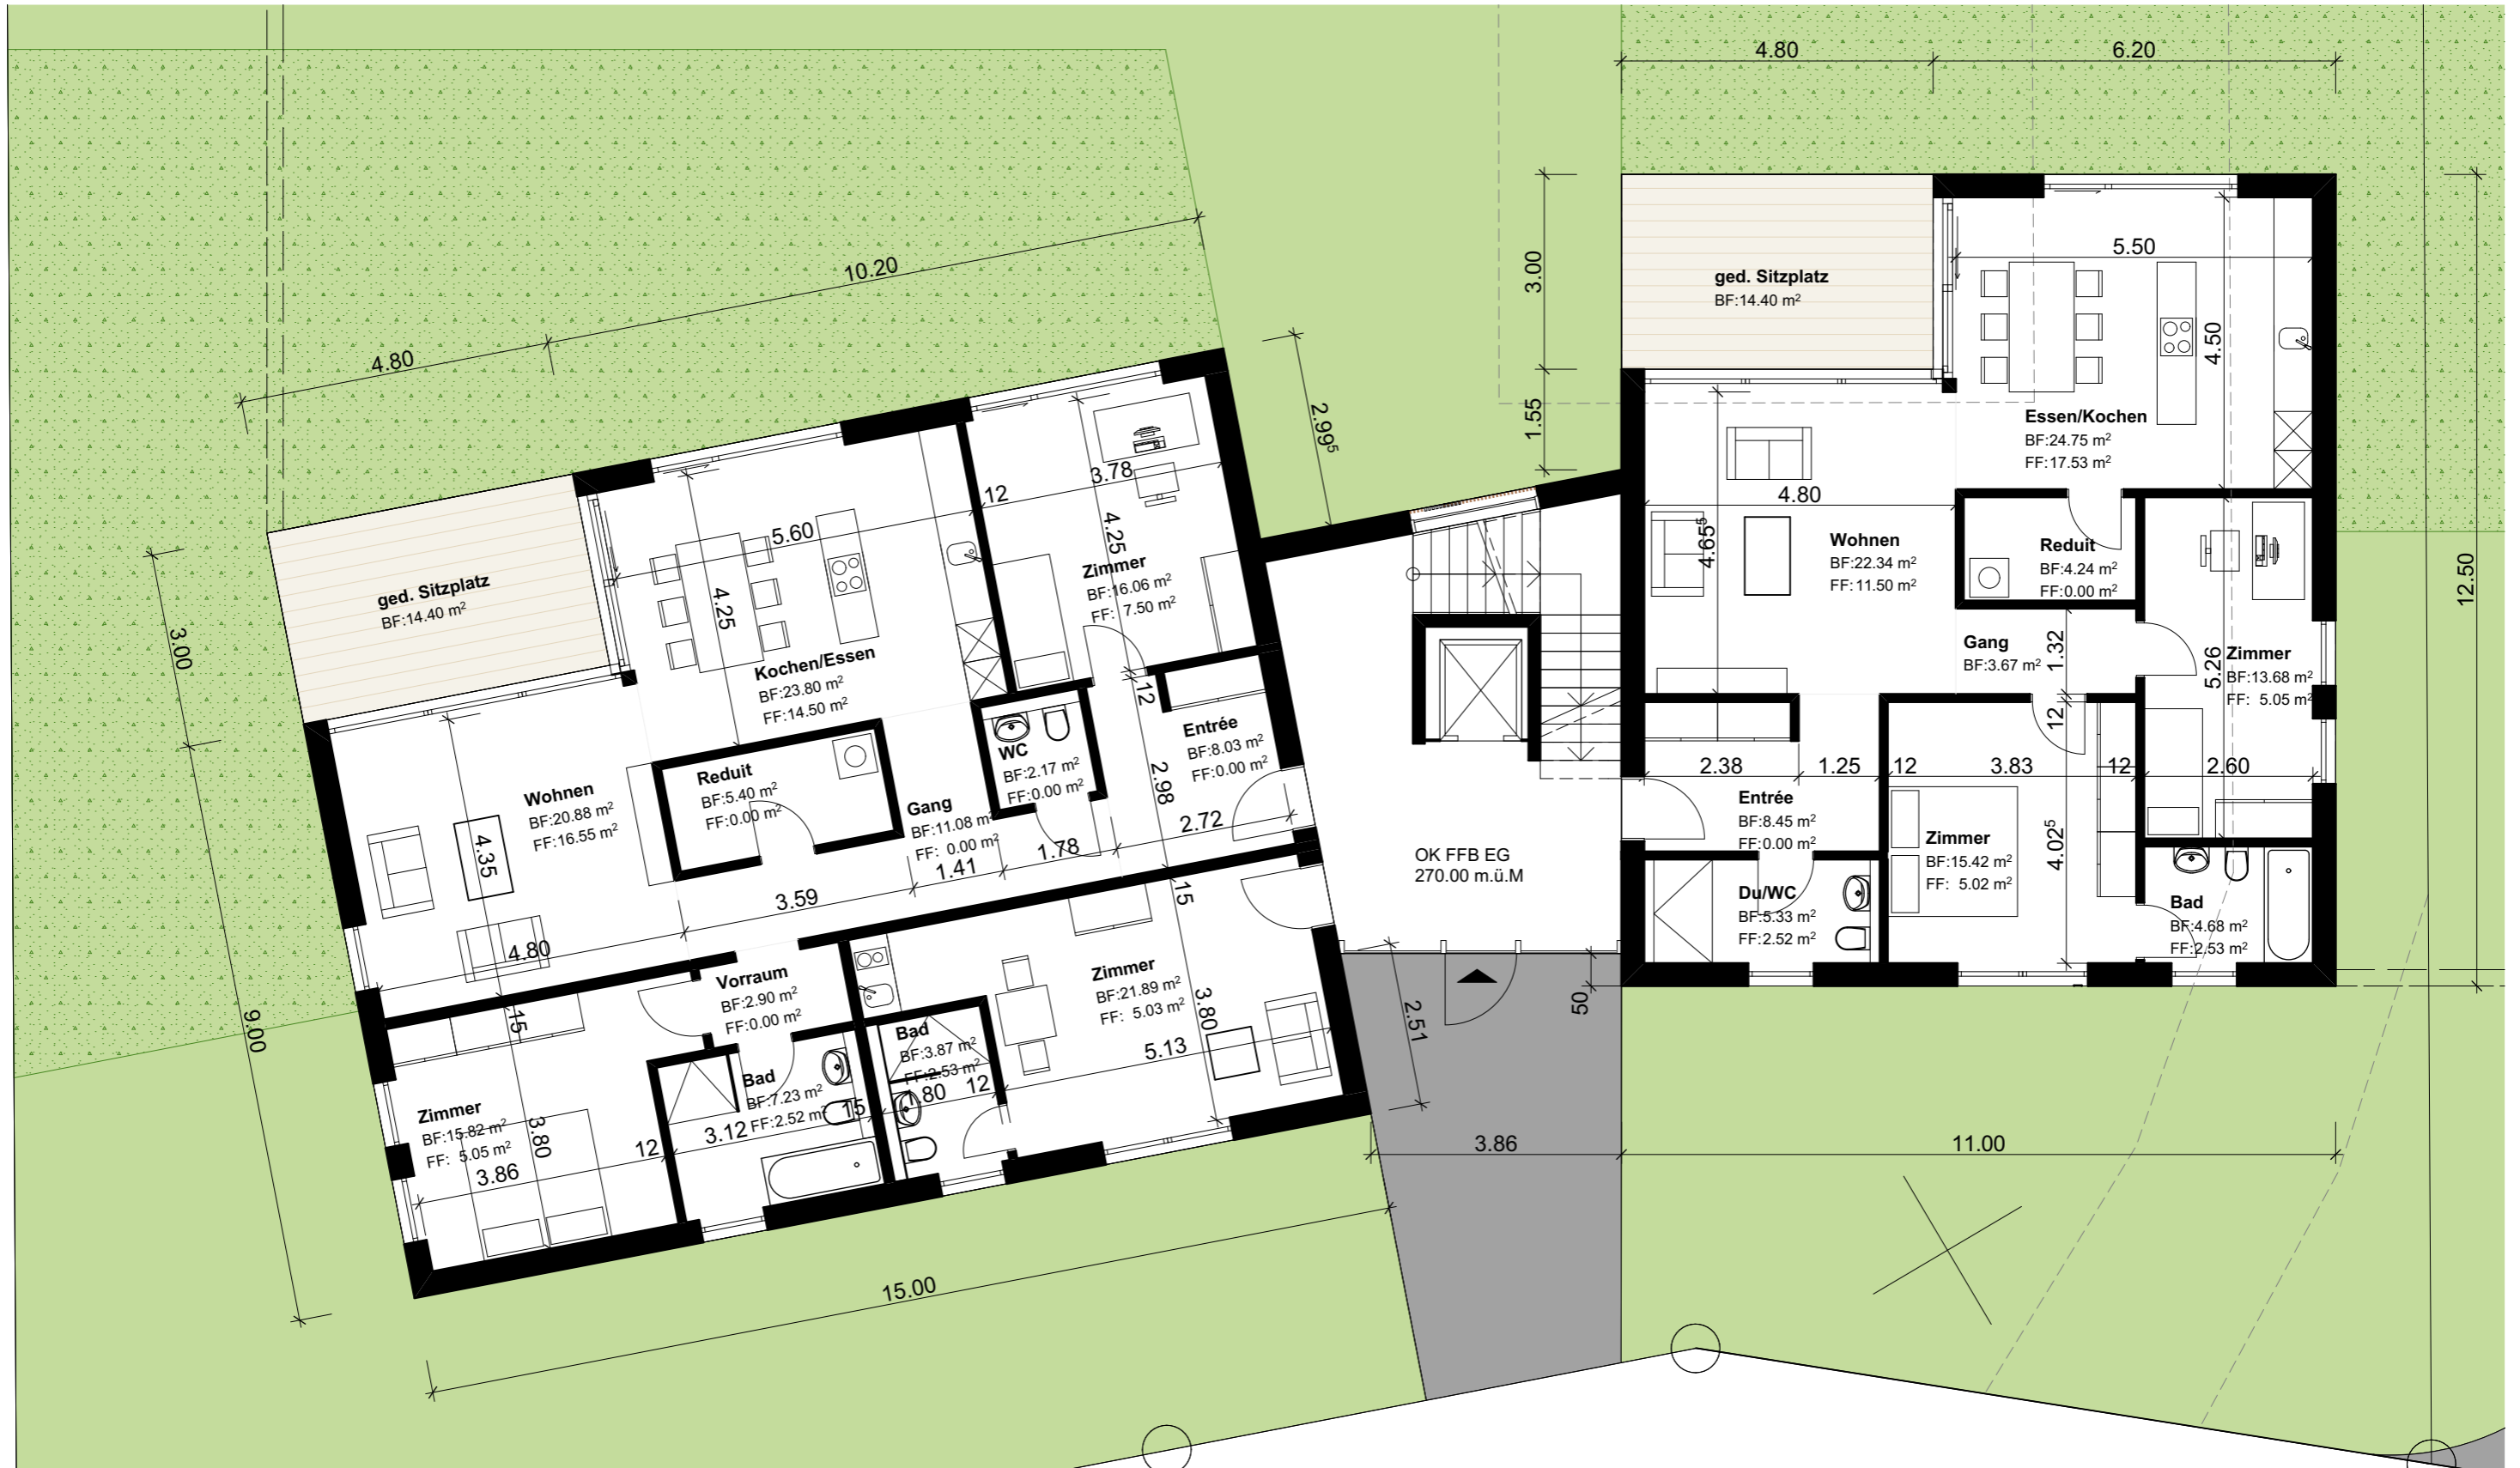 4.80
6.20
10.20
4.80
3.00
1.55
2.99⁵
3.00
9.00
ged. Sitzplatz
BF:14.40 m²
5.60
4.25
Kochen/Essen
BF:23.80 m²
FF:14.50 m²
12
3.78
4.25
Zimmer
BF:16.06 m²
FF: 7.50 m²
12
Entrée
BF:8.03 m²
FF:0.00 m²
2.98
2.72
WC
BF:2.17 m²
FF:0.00 m²
1.78
Reduit
BF:5.40 m²
FF:0.00 m²
Gang
BF:11.08 m²
FF: 0.00 m²
1.41
3.59
Wohnen
BF:20.88 m²
FF:16.55 m²
4.35
4.80
15
Vorraum
BF:2.90 m²
FF:0.00 m²
15
Zimmer
BF:21.89 m²
FF: 5.03 m²
3.80
5.13
Bad
BF:3.87 m²
FF:2.53 m²
1.80
12
Bad
BF:7.23 m²
FF:2.52 m²
15
3.12
12
Zimmer
BF:15.82 m²
FF: 5.05 m²
3.80
3.86
15.00
OK FFB EG
270.00 m.ü.M
2.51
50
3.86
11.00
12.50
ged. Sitzplatz
BF:14.40 m²
5.50
4.50
Essen/Kochen
BF:24.75 m²
FF:17.53 m²
4.80
4.65⁵
Wohnen
BF:22.34 m²
FF:11.50 m²
Reduit
BF:4.24 m²
FF:0.00 m²
Gang
BF:3.67 m²
1.32
5.26
Zimmer
BF:13.68 m²
FF: 5.05 m²
12
2.38
1.25
12
3.83
12
2.60
Entrée
BF:8.45 m²
FF:0.00 m²
Zimmer
BF:15.42 m²
FF: 5.02 m²
4.02⁵
Du/WC
BF:5.33 m²
FF:2.52 m²
Bad
BF:4.68 m²
FF:2.53 m²